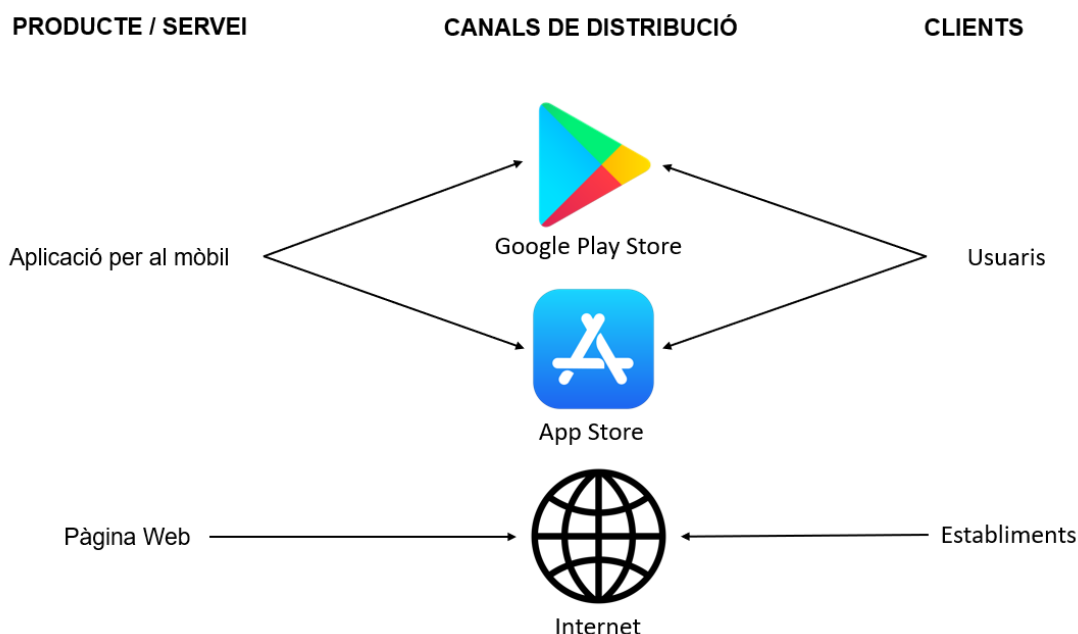 PRODUCTE / SERVEI
CANALS DE DISTRIBUCIÓ
CLIENTS
Google Play Store
Aplicació per al mòbil
Usuaris
App Store
Pàgina Web
Establiments
Internet